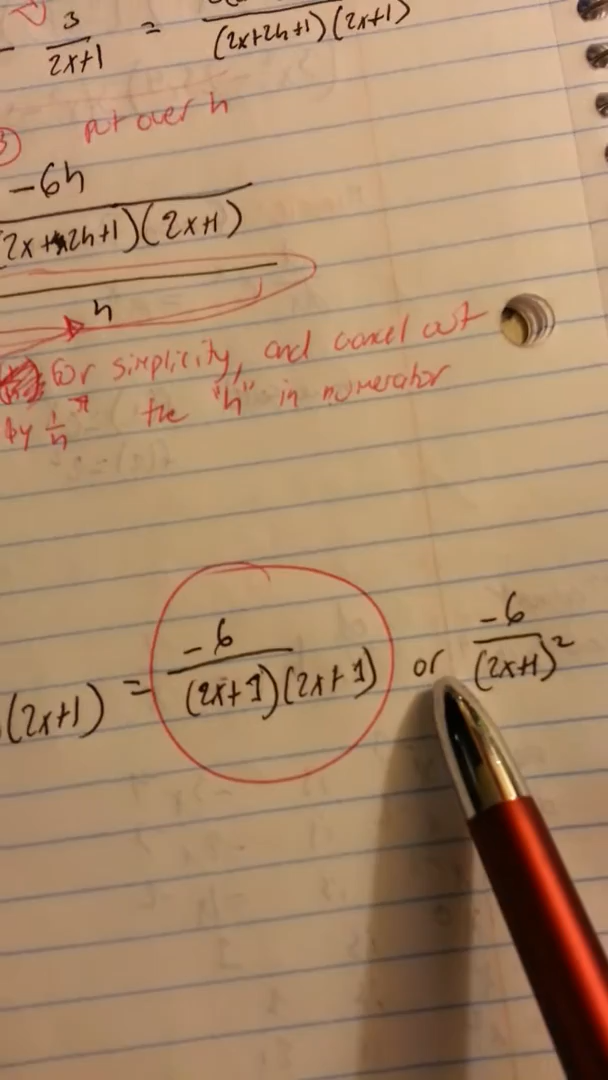 - 3/(2x+1) = /((2x+2h+1)(2x+1))
3) put over h
-6h/((2x+2h+1)(2x+1))
h
for simplicity, and cancel out
by 1/h the "h" in numerator
(2x+1) = -6/((2x+1)(2x+1)) or -6/(2x+1)²